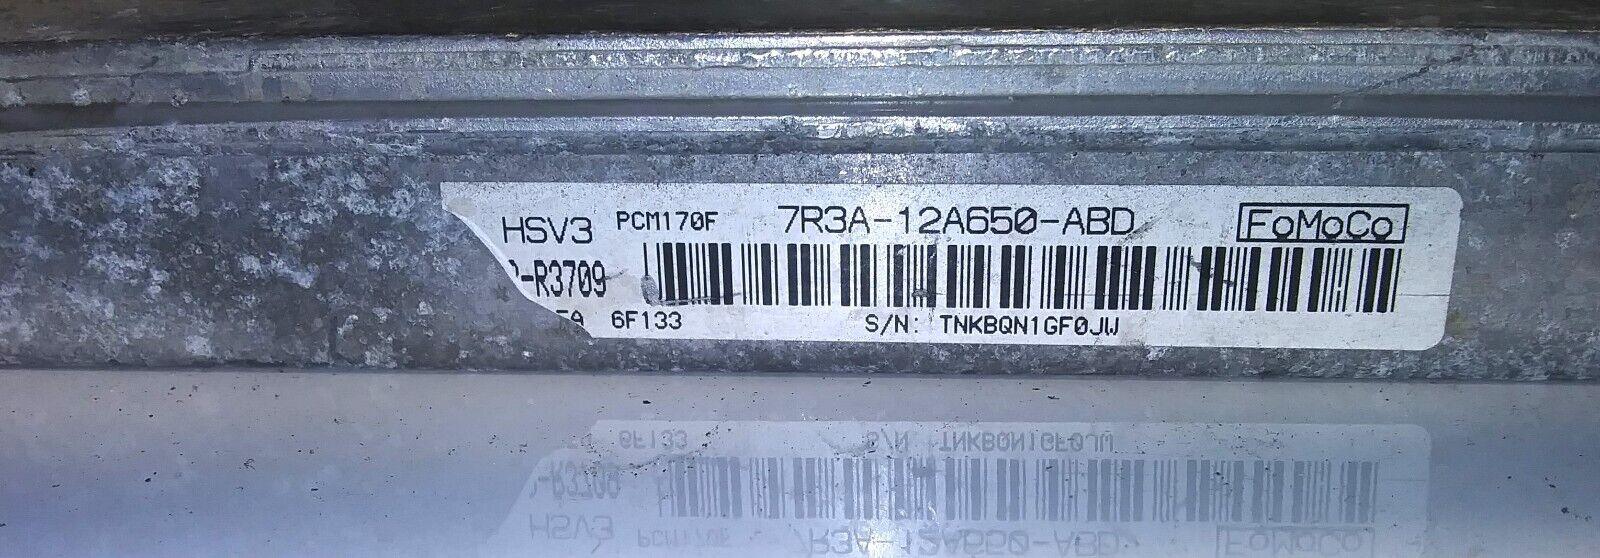 HSV3 PCM170F 7R3A-12A650-ABD FoMoCo
-R3709
6F133 S/N: TNKBQN1GF0JW